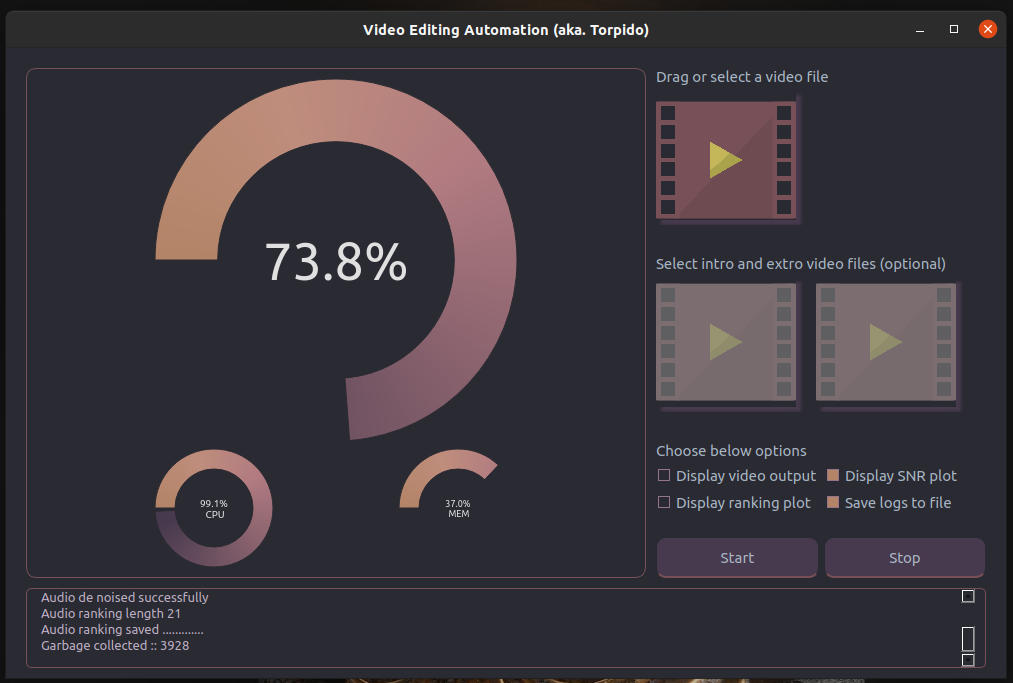 Video Editing Automation (aka. Torpido)
73.8%
99.1%
CPU
37.0%
MEM
Drag or select a video file
Select intro and extro video files (optional)
Choose below options
Display video output
Display SNR plot
Display ranking plot
Save logs to file
Start
Stop
Audio de noised successfully
Audio ranking length 21
Audio ranking saved .............
Garbage collected :: 3928